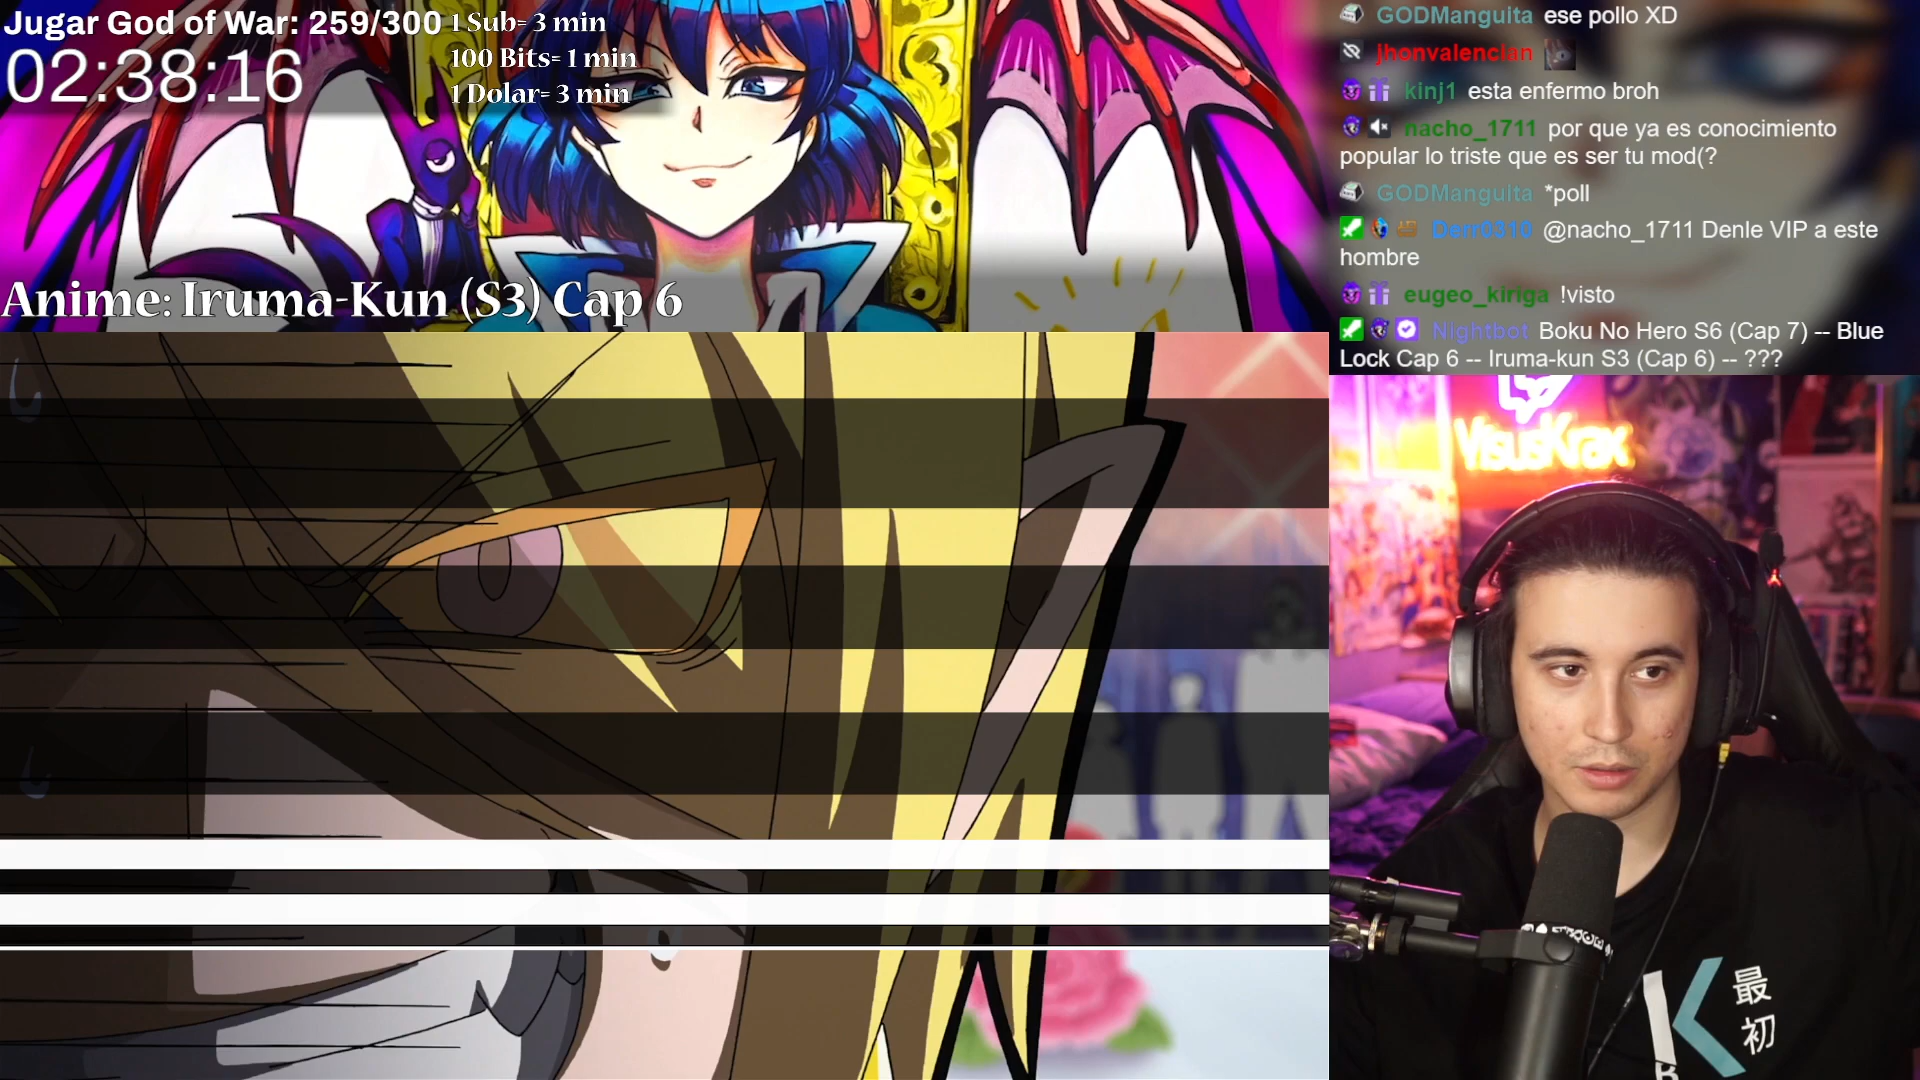 Jugar God of War: 259/300
02:38:16
1 Sub= 3 min
100 Bits= 1 min
1 Dolar= 3 min
Anime: Iruma-Kun (S3) Cap 6
GODManguita ese pollo XD
jhonvalencian
kinj1 esta enfermo broh
nacho_1711 por que ya es conocimiento
popular lo triste que es ser tu mod(?
GODManguita *poll
Derr0310 @nacho_1711 Denle VIP a este
hombre
eugeo_kiriga !visto
Nightbot Boku No Hero S6 (Cap 7) -- Blue
Lock Cap 6 -- Iruma-kun S3 (Cap 6) -- ???
VisusKrax
K
最
初